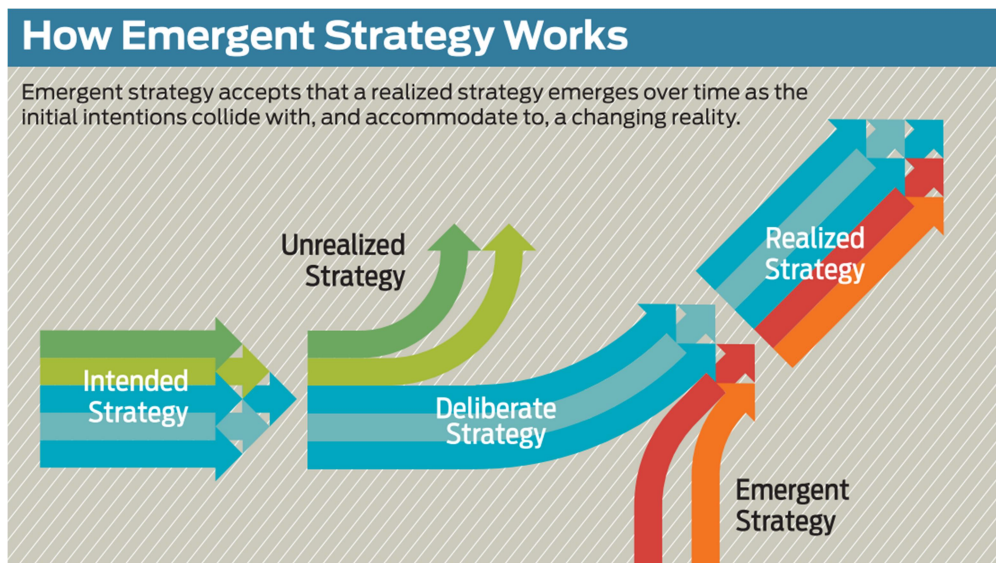 How Emergent Strategy Works
Emergent strategy accepts that a realized strategy emerges over time as the
initial intentions collide with, and accommodate to, a changing reality.
Unrealized
Strategy
Realized
Strategy
Intended
Strategy
Deliberate
Strategy
Emergent
Strategy